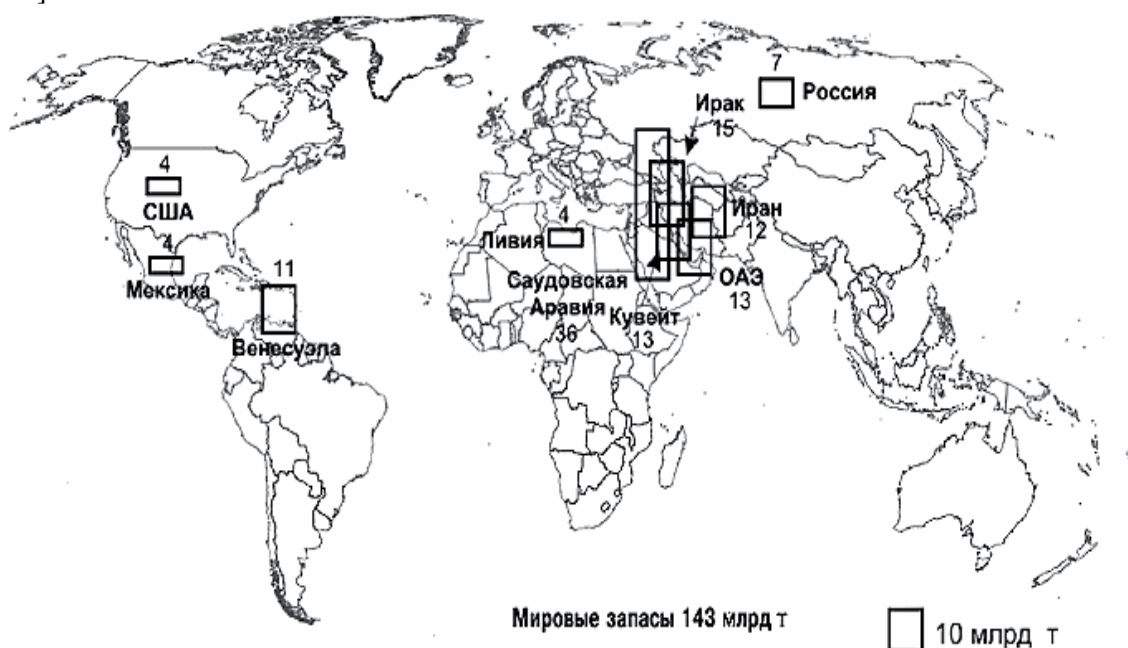 ]
7
Россия
Ирак
15
4
США
4
Мексика
11
Венесуэла
4
Ливия
Иран
12
ОАЭ
13
Саудовская
Аравия
36
Кувейт
13
Мировые запасы 143 млрд т
10 млрд т